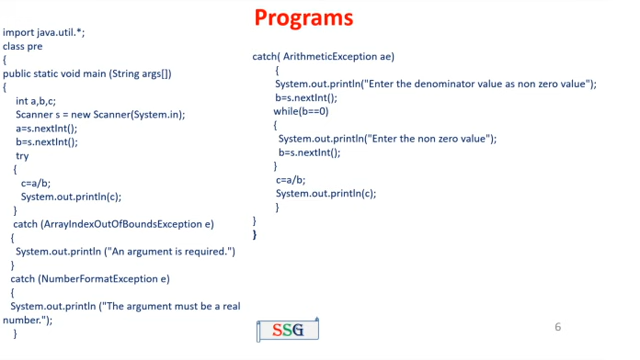 Programs
import java.util.*;
class pre
{
public static void main (String args[])
{
int a,b,c;
Scanner s = new Scanner(System.in);
a=s.nextInt();
b=s.nextInt();
try
{
c=a/b;
System.out.println(c);
}
catch (ArrayIndexOutOfBoundsException e)
{
System.out.println ("An argument is required.")
}
catch (NumberFormatException e)
{
System.out.println ("The argument must be a real
number.");
}
catch( ArithmeticException ae)
{
System.out.println("Enter the denominator value as non zero value");
b=s.nextInt();
while(b==0)
{
System.out.println("Enter the non zero value");
b=s.nextInt();
}
c=a/b;
System.out.println(c);
}
}
}
SSG
6